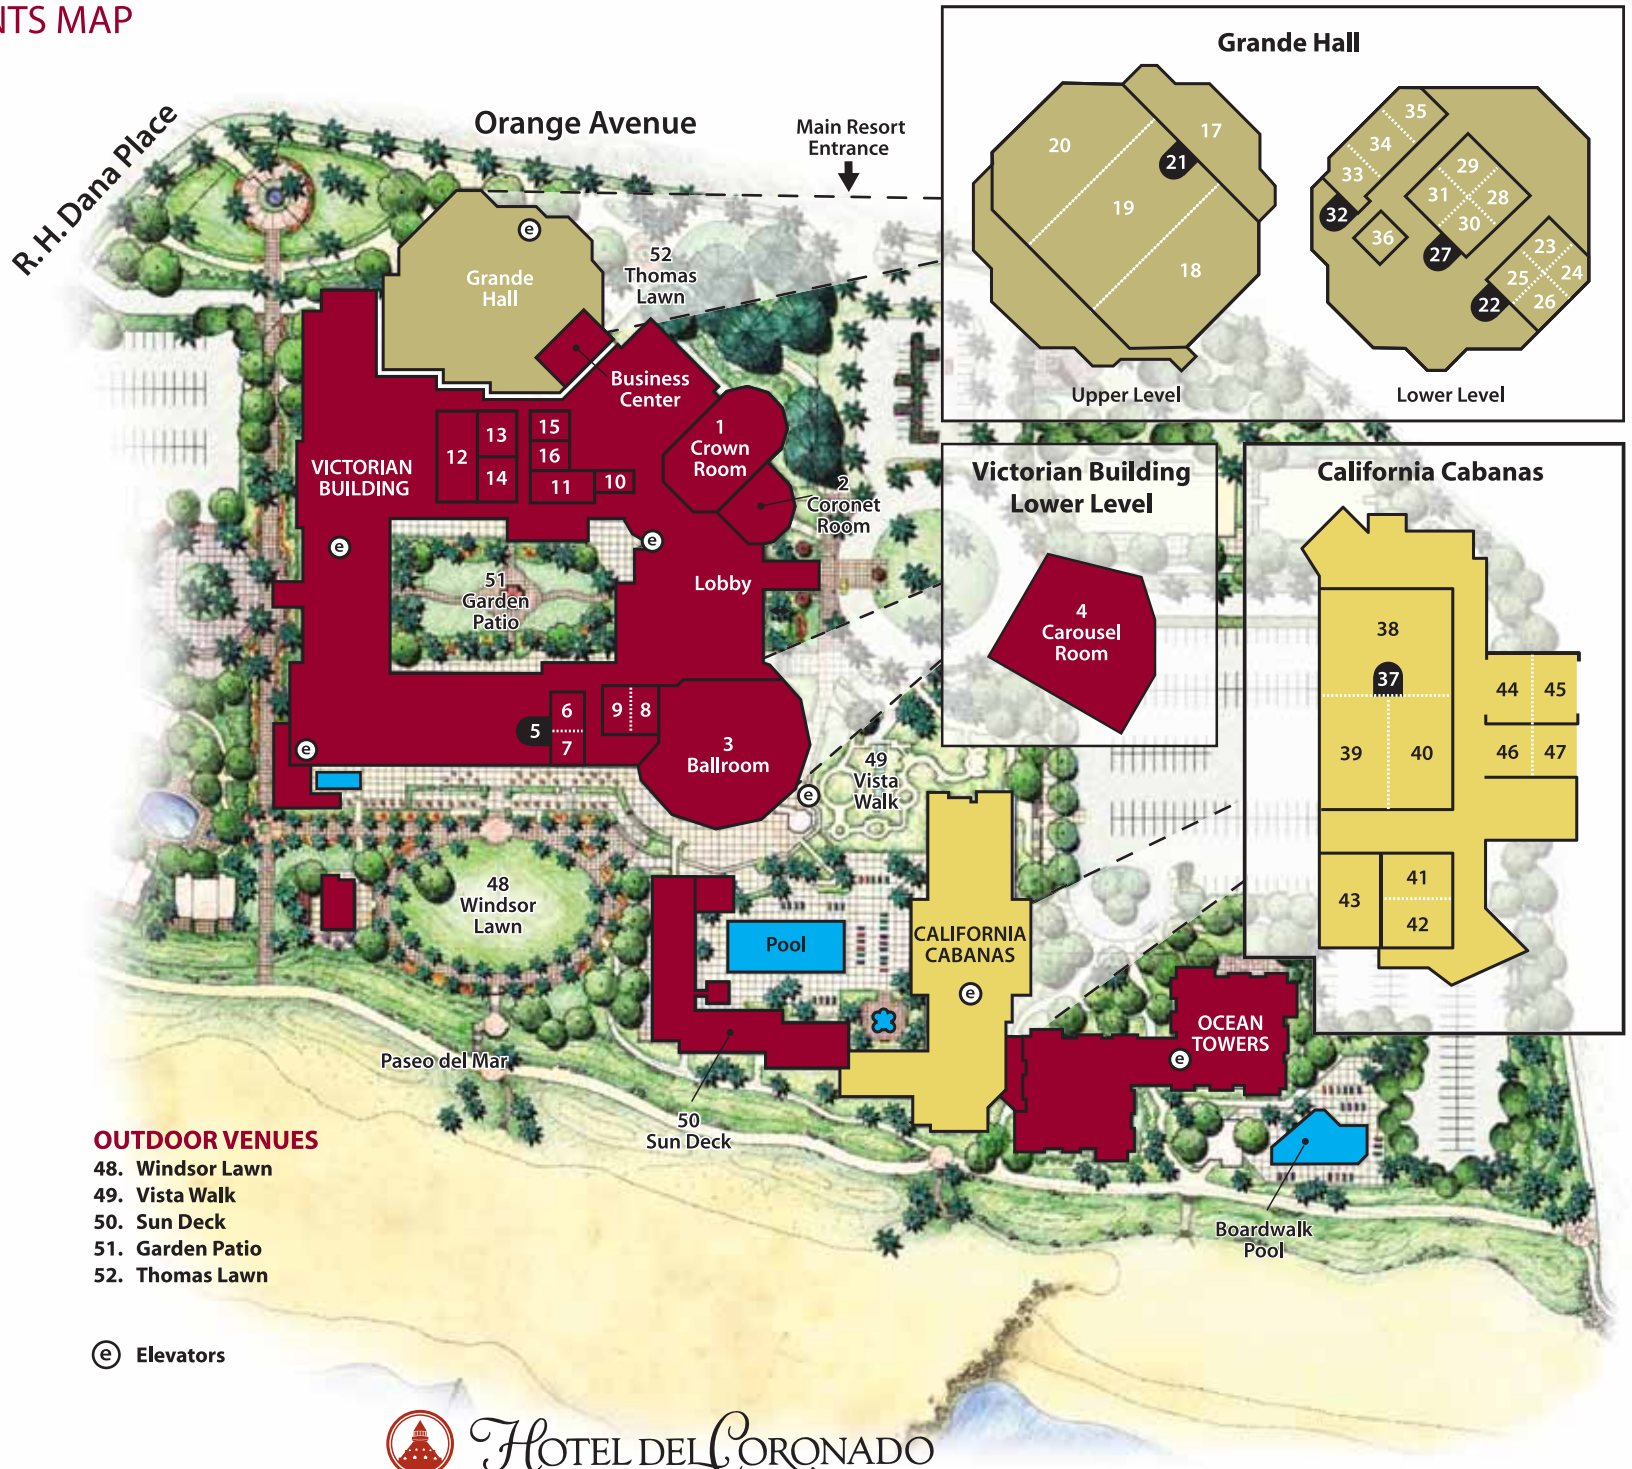 NTS MAP
R. H. Dana Place
Orange Avenue
Main Resort
Entrance
Grande Hall
20
17
21
19
18
Upper Level
35
34
33
32
29
31
28
30
27
36
23
25
24
26
22
Lower Level
Grande
Hall
e
52
Thomas
Lawn
Business
Center
1
Crown
Room
2
Coronet
Room
VICTORIAN
BUILDING
12
13
14
15
16
11
10
e
e
Lobby
51
Garden
Patio
Victorian Building
Lower Level
4
Carousel
Room
California Cabanas
38
37
39
40
44
45
46
47
43
41
42
5
6
7
9
8
3
Ballroom
e
e
49
Vista
Walk
48
Windsor
Lawn
Pool
CALIFORNIA
CABANAS
e
OCEAN
TOWERS
e
Paseo del Mar
50
Sun Deck
Boardwalk
Pool
OUTDOOR VENUES
48. Windsor Lawn
49. Vista Walk
50. Sun Deck
51. Garden Patio
52. Thomas Lawn
e Elevators
HOTEL DEL CORONADO